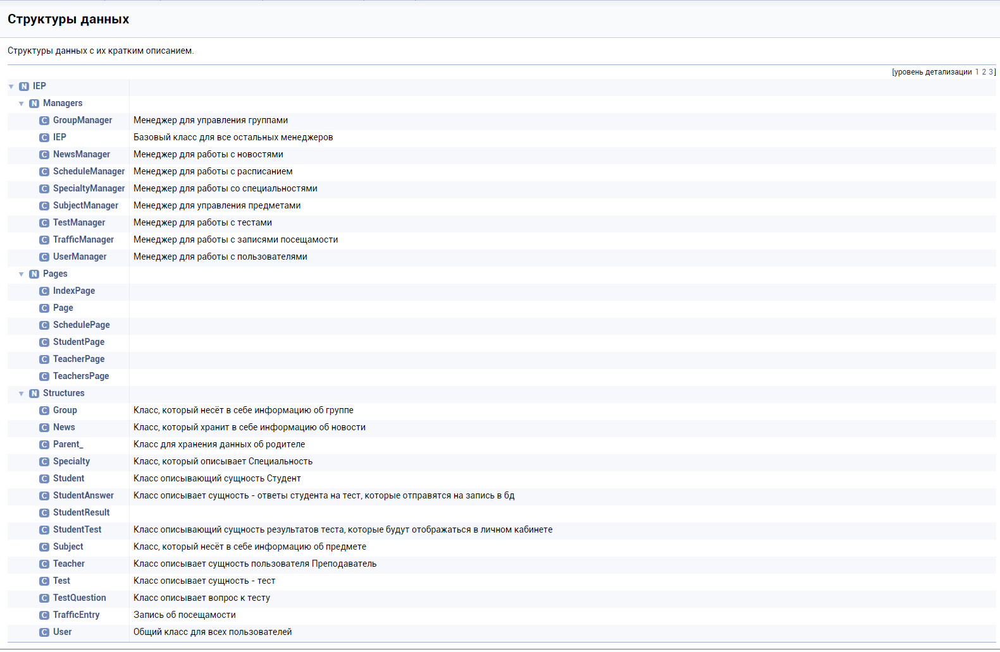 Структуры данных
Структуры данных с их кратким описанием.
[уровень детализации 1 2 3]
▼ N IEP
▼ N Managers
C GroupManager Менеджер для управления группами
C IEP Базовый класс для все остальных менеджеров
C NewsManager Менеджер для работы с новостями
C ScheduleManager Менеджер для работы с расписанием
C SpecialtyManager Менеджер для работы со специальностями
C SubjectManager Менеджер для управления предметами
C TestManager Менеджер для работы с тестами
C TrafficManager Менеджер для работы с записями посещамости
C UserManager Менеджер для работы с пользователями
▼ N Pages
C IndexPage
C Page
C SchedulePage
C StudentPage
C TeacherPage
C TeachersPage
▼ N Structures
C Group Класс, который несёт в себе информацию об группе
C News Класс, который хранит в себе информацию об новости
C Parent_ Класс для хранения данных об родителе
C Specialty Класс, который описывает Специальность
C Student Класс описывающий сущность Студент
C StudentAnswer Класс описывает сущность - ответы студента на тест, которые отправятся на запись в бд
C StudentResult
C StudentTest Класс описывающий сущность результатов теста, которые будут отображаться в личном кабинете
C Subject Класс, который несёт в себе информацию об предмете
C Teacher Класс описывает сущность пользователя Преподаватель
C Test Класс описывает сущность - тест
C TestQuestion Класс описывает вопрос к тесту
C TrafficEntry Запись об посещамости
C User Общий класс для всех пользователей